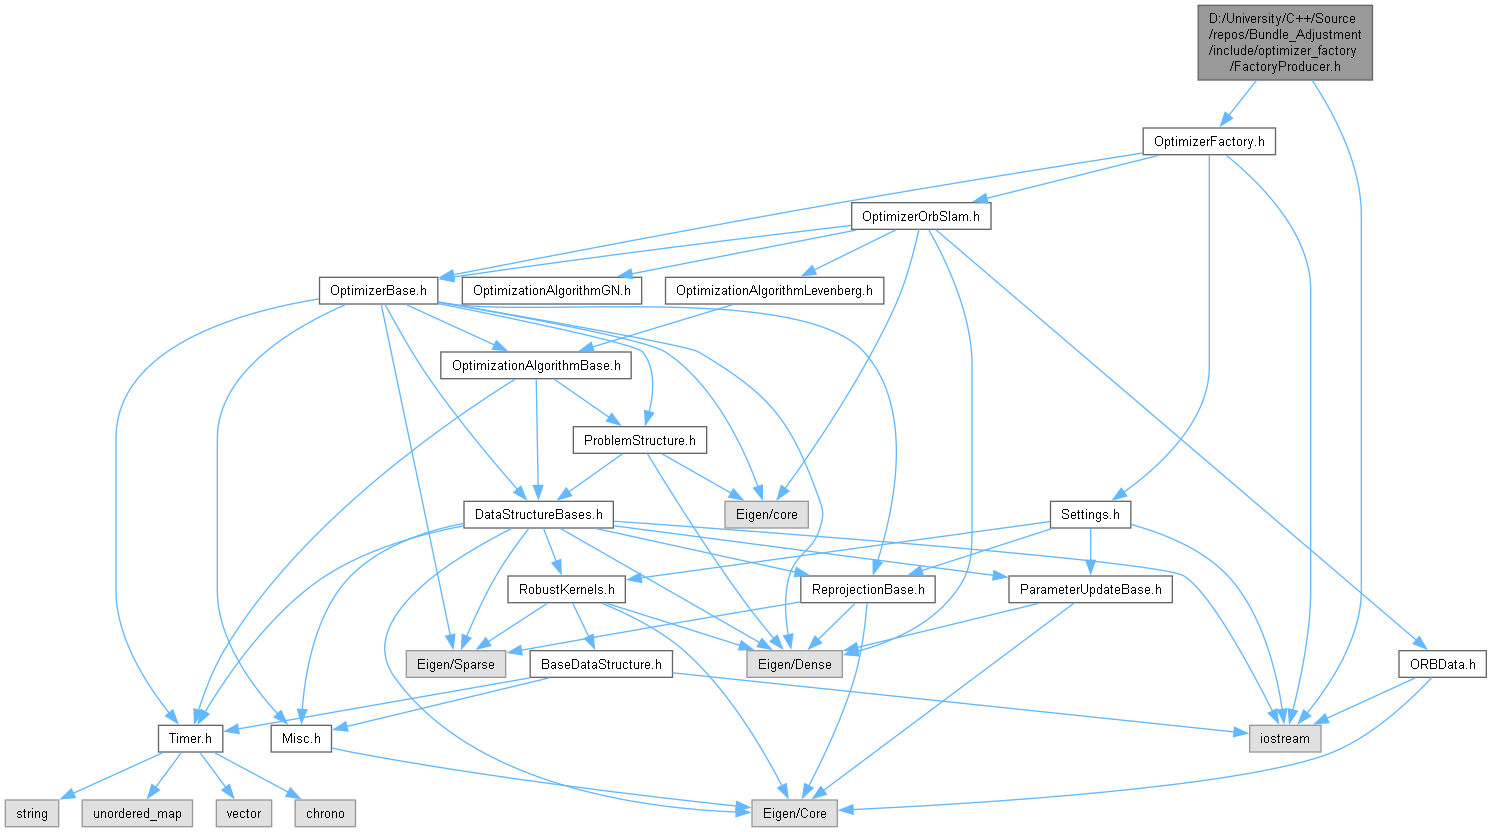 D:/University/C++/Source
/repos/Bundle_Adjustment
/include/optimizer_factory
/FactoryProducer.h
OptimizerFactory.h
OptimizerOrbSlam.h
OptimizerBase.h
OptimizationAlgorithmGN.h
OptimizationAlgorithmLevenberg.h
OptimizationAlgorithmBase.h
ProblemStructure.h
DataStructureBases.h
Eigen/core
Settings.h
RobustKernels.h
ReprojectionBase.h
ParameterUpdateBase.h
Eigen/Sparse
BaseDataStructure.h
Eigen/Dense
ORBData.h
Timer.h
Misc.h
iostream
string
unordered_map
vector
chrono
Eigen/Core